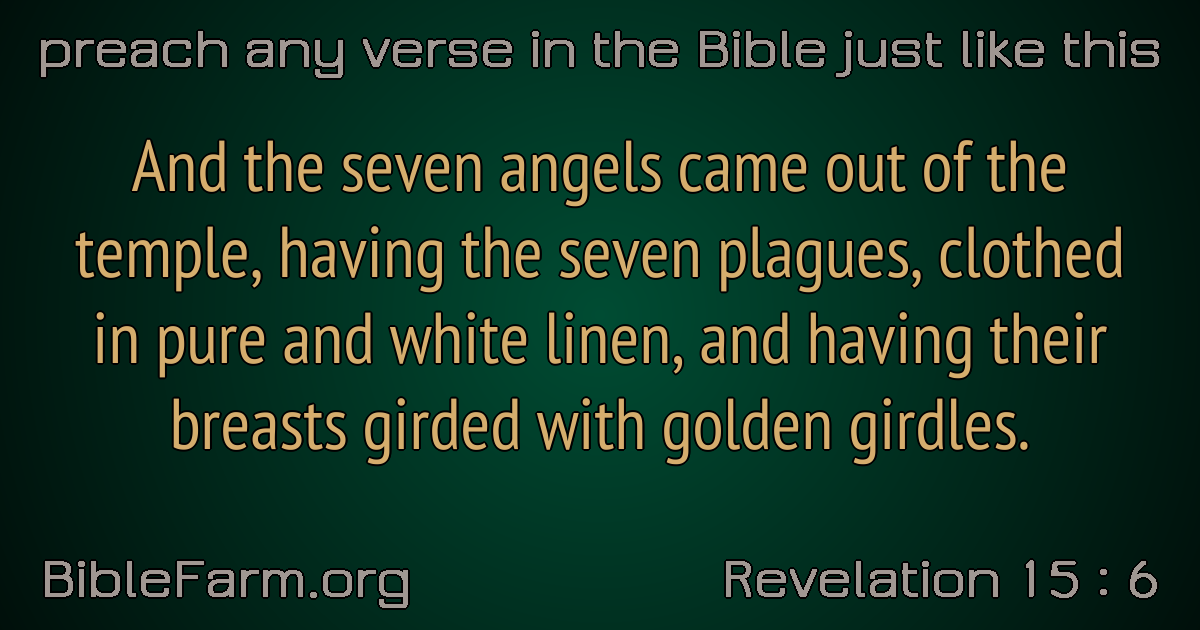 preach any verse in the Bible just like this
And the seven angels came out of the
temple, having the seven plagues, clothed
in pure and white linen, and having their
breasts girded with golden girdles.
BibleFarm.org
Revelation 15 : 6